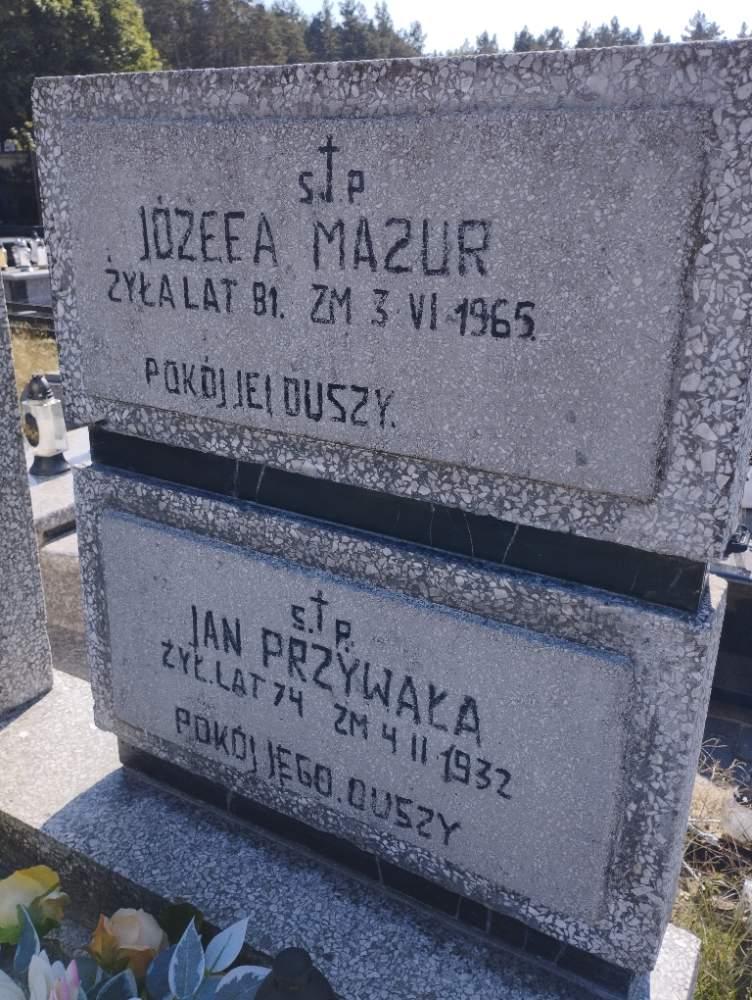 S.†P
JÓZEFA MAZUR
ŻYŁA LAT 81. ZM 3 VI 1965.
POKÓJ JEJ DUSZY.
S.†P.
JAN PRZYWAŁA
ŻYŁ.LAT 74 ZM 4 II 1932
POKÓJ JEGO.DUSZY